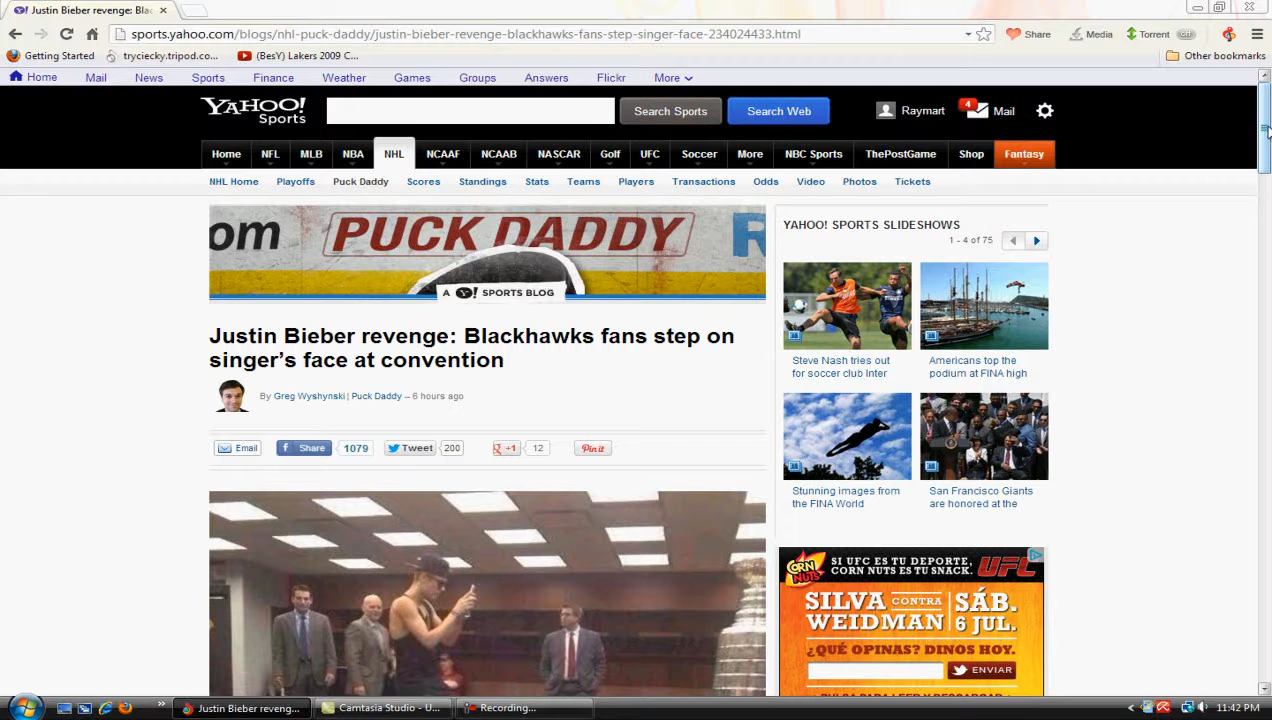 Justin Bieber revenge: Bla
sports.yahoo.com/blogs/nhl-puck-daddy/justin-bieber-revenge-blackhawks-fans-step-singer-face-234024433.html
Share Media Torrent
Getting Started tryciecky.tripod.co... (BesY) Lakers 2009 C... Other bookmarks
Home Mail News Sports Finance Weather Games Groups Answers Flickr More
YAHOO! Sports Search Sports Search Web Raymart 4 Mail
Home NFL MLB NBA NHL NCAAF NCAAB NASCAR Golf UFC Soccer More NBC Sports ThePostGame Shop Fantasy
NHL Home Playoffs Puck Daddy Scores Standings Stats Teams Players Transactions Odds Video Photos Tickets
om PUCK DADDY R
A Y! SPORTS BLOG
Justin Bieber revenge: Blackhawks fans step on
singer's face at convention
By Greg Wyshynski | Puck Daddy – 6 hours ago
Email Share 1079 Tweet 200 +1 12 Pin it
YAHOO! SPORTS SLIDESHOWS
1 - 4 of 75
Steve Nash tries out
for soccer club Inter
Americans top the
podium at FINA high
Stunning images from
the FINA World
San Francisco Giants
are honored at the
CORN NUTS
SI UFC ES TU DEPORTE,
CORN NUTS ES TU SNACK.
UFC
SILVA CONTRA WEIDMAN
SÁB. 6 JUL.
¿QUÉ OPINAS? DINOS HOY.
ENVIAR
PULSA PARA LEER Y DESCARGAR
Justin Bieber reveng... Camtasia Studio - U... Recording... 11:42 PM